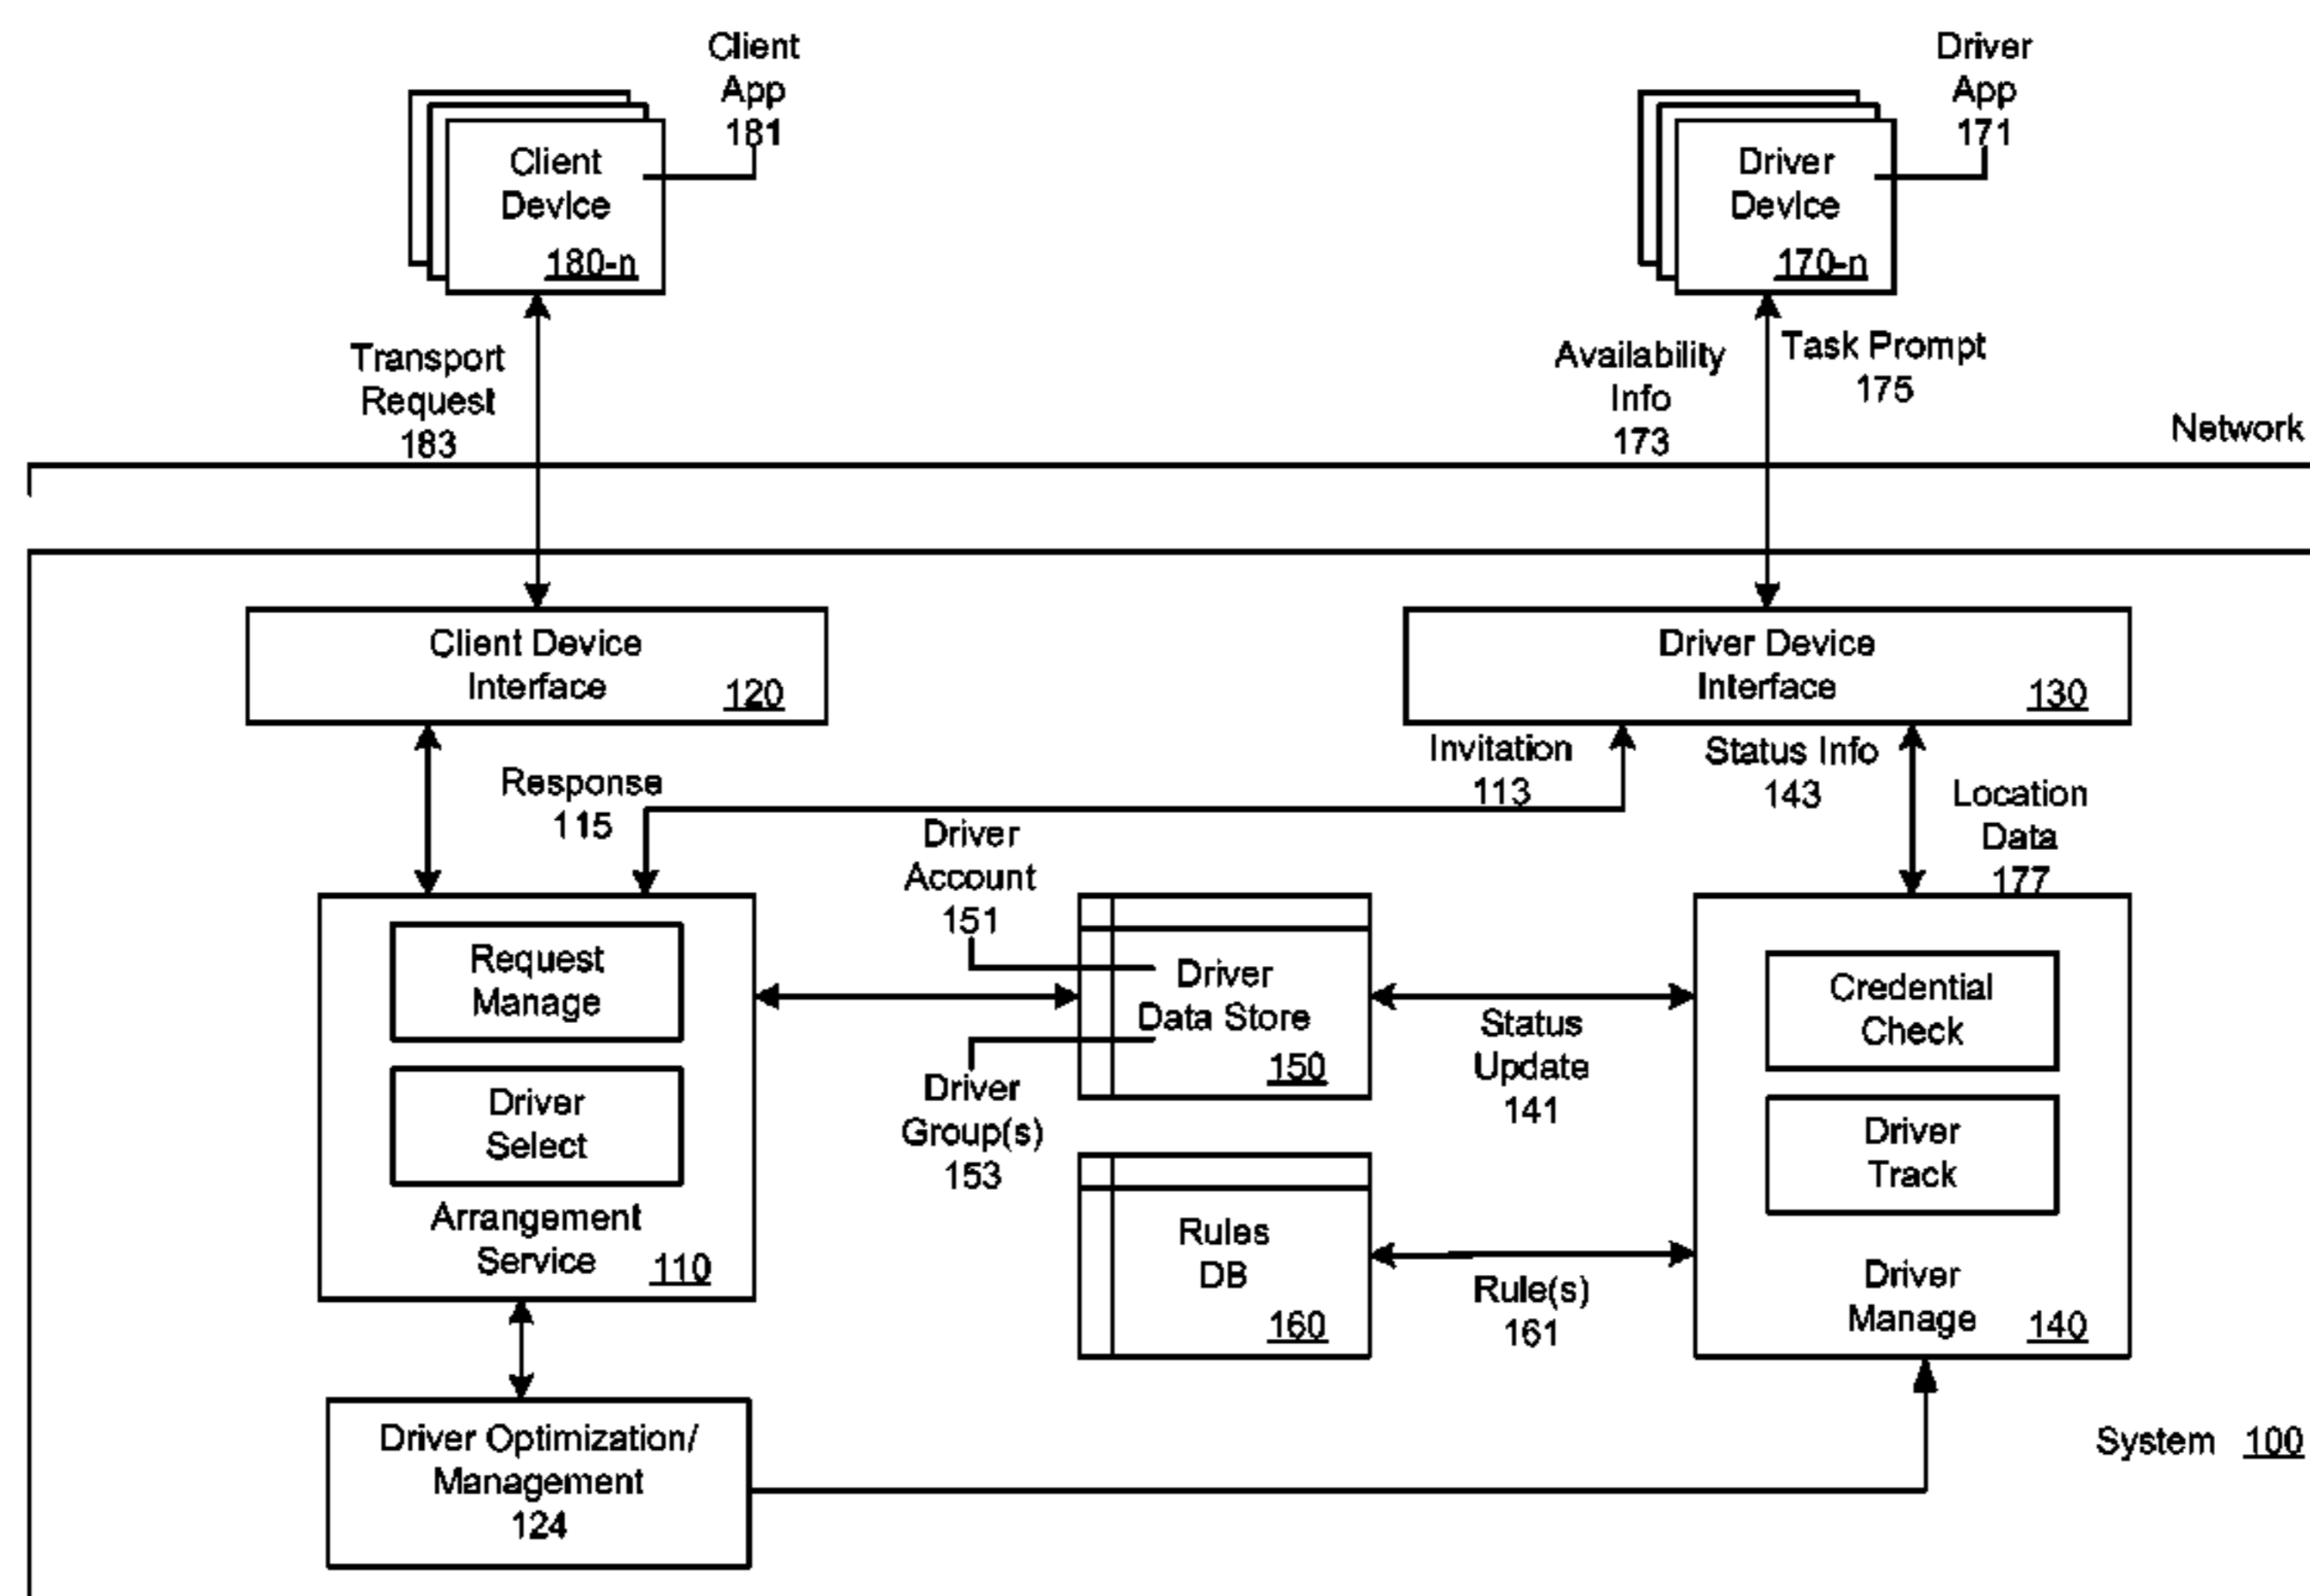 Client
App
181
Driver
App
171
Client
Device
180-n
Driver
Device
170-n
Transport
Request
183
Availability
Info
173
Task Prompt
175
Network
Client Device
Interface
120
Driver Device
Interface
130
Response
115
Invitation
113
Status Info
143
Location
Data
177
Driver
Account
151
Request
Manage
Driver
Select
Arrangement
Service
110
Driver
Data Store
150
Driver
Group(s)
153
Status
Update
141
Credential
Check
Driver
Track
Driver
Manage
140
Rules
DB
160
Rule(s)
161
Driver Optimization/
Management
124
System 100